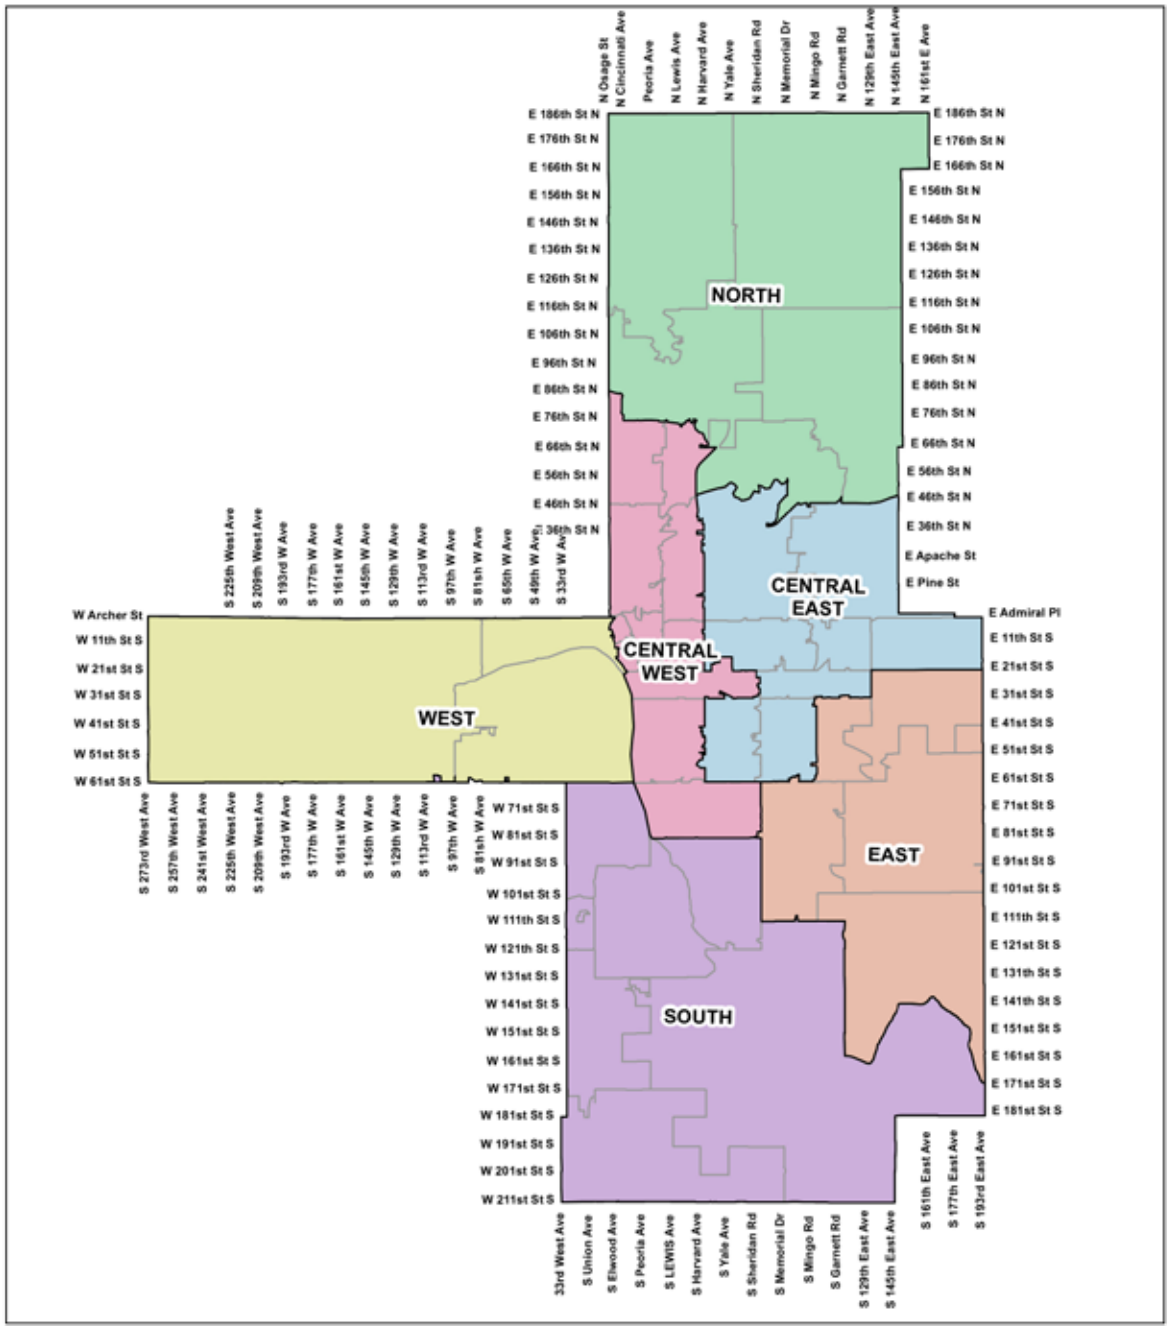 N Osage St
N Cincinnati Ave
Peoria Ave
N Lewis Ave
N Harvard Ave
N Yale Ave
N Sheridan Rd
N Memorial Dr
N Mingo Rd
N Garnett Rd
N 129th East Ave
N 145th East Ave
N 161st E Ave
E 186th St N
E 176th St N
E 166th St N
E 156th St N
E 146th St N
E 136th St N
E 126th St N
E 116th St N
E 106th St N
E 96th St N
E 86th St N
E 76th St N
E 66th St N
E 56th St N
E 46th St N
E 36th St N
E 186th St N
E 176th St N
E 166th St N
E 156th St N
E 146th St N
E 136th St N
E 126th St N
E 116th St N
E 106th St N
E 96th St N
E 86th St N
E 76th St N
E 66th St N
E 56th St N
E 46th St N
E 36th St N
E Apache St
E Pine St
E Admiral Pl
E 11th St S
E 21st St S
E 31st St S
E 41st St S
E 51st St S
E 61st St S
E 71st St S
E 81st St S
E 91st St S
E 101st St S
E 111th St S
E 121st St S
E 131th St S
E 141th St S
E 151st St S
E 161st St S
E 171st St S
E 181st St S
NORTH
CENTRAL
EAST
CENTRAL
WEST
WEST
EAST
SOUTH
S 225th West Ave
S 209th West Ave
S 193rd W Ave
S 177th W Ave
S 161st W Ave
S 145th W Ave
S 129th W Ave
S 113rd W Ave
S 97th W Ave
S 81sh W Ave
S 65th W Ave
S 49th W Ave
S 33rd W Ave
W Archer St
W 11th St S
W 21st St S
W 31st St S
W 41st St S
W 51st St S
W 61st St S
S 273rd West Ave
S 257th West Ave
S 241st West Ave
S 225th West Ave
S 209th West Ave
S 193rd W Ave
S 177th W Ave
S 161st W Ave
S 145th W Ave
S 129th W Ave
S 113rd W Ave
S 97th W Ave
S 81sh W Ave
W 71st St S
W 81st St S
W 91st St S
W 101st St S
W 111th St S
W 121th St S
W 131st St S
W 141st St S
W 151st St S
W 161st St S
W 171st St S
W 181st St S
W 191st St S
W 201st St S
W 211st St S
33rd West Ave
S Union Ave
S Elwood Ave
S Peoria Ave
S LEWIS Ave
S Harvard Ave
S Yale Ave
S Sheridan Rd
S Memorial Dr
S Mingo Rd
S Garnett Rd
S 129th East Ave
S 145th East Ave
S 161th East Ave
S 177th East Ave
S 193rd East Ave